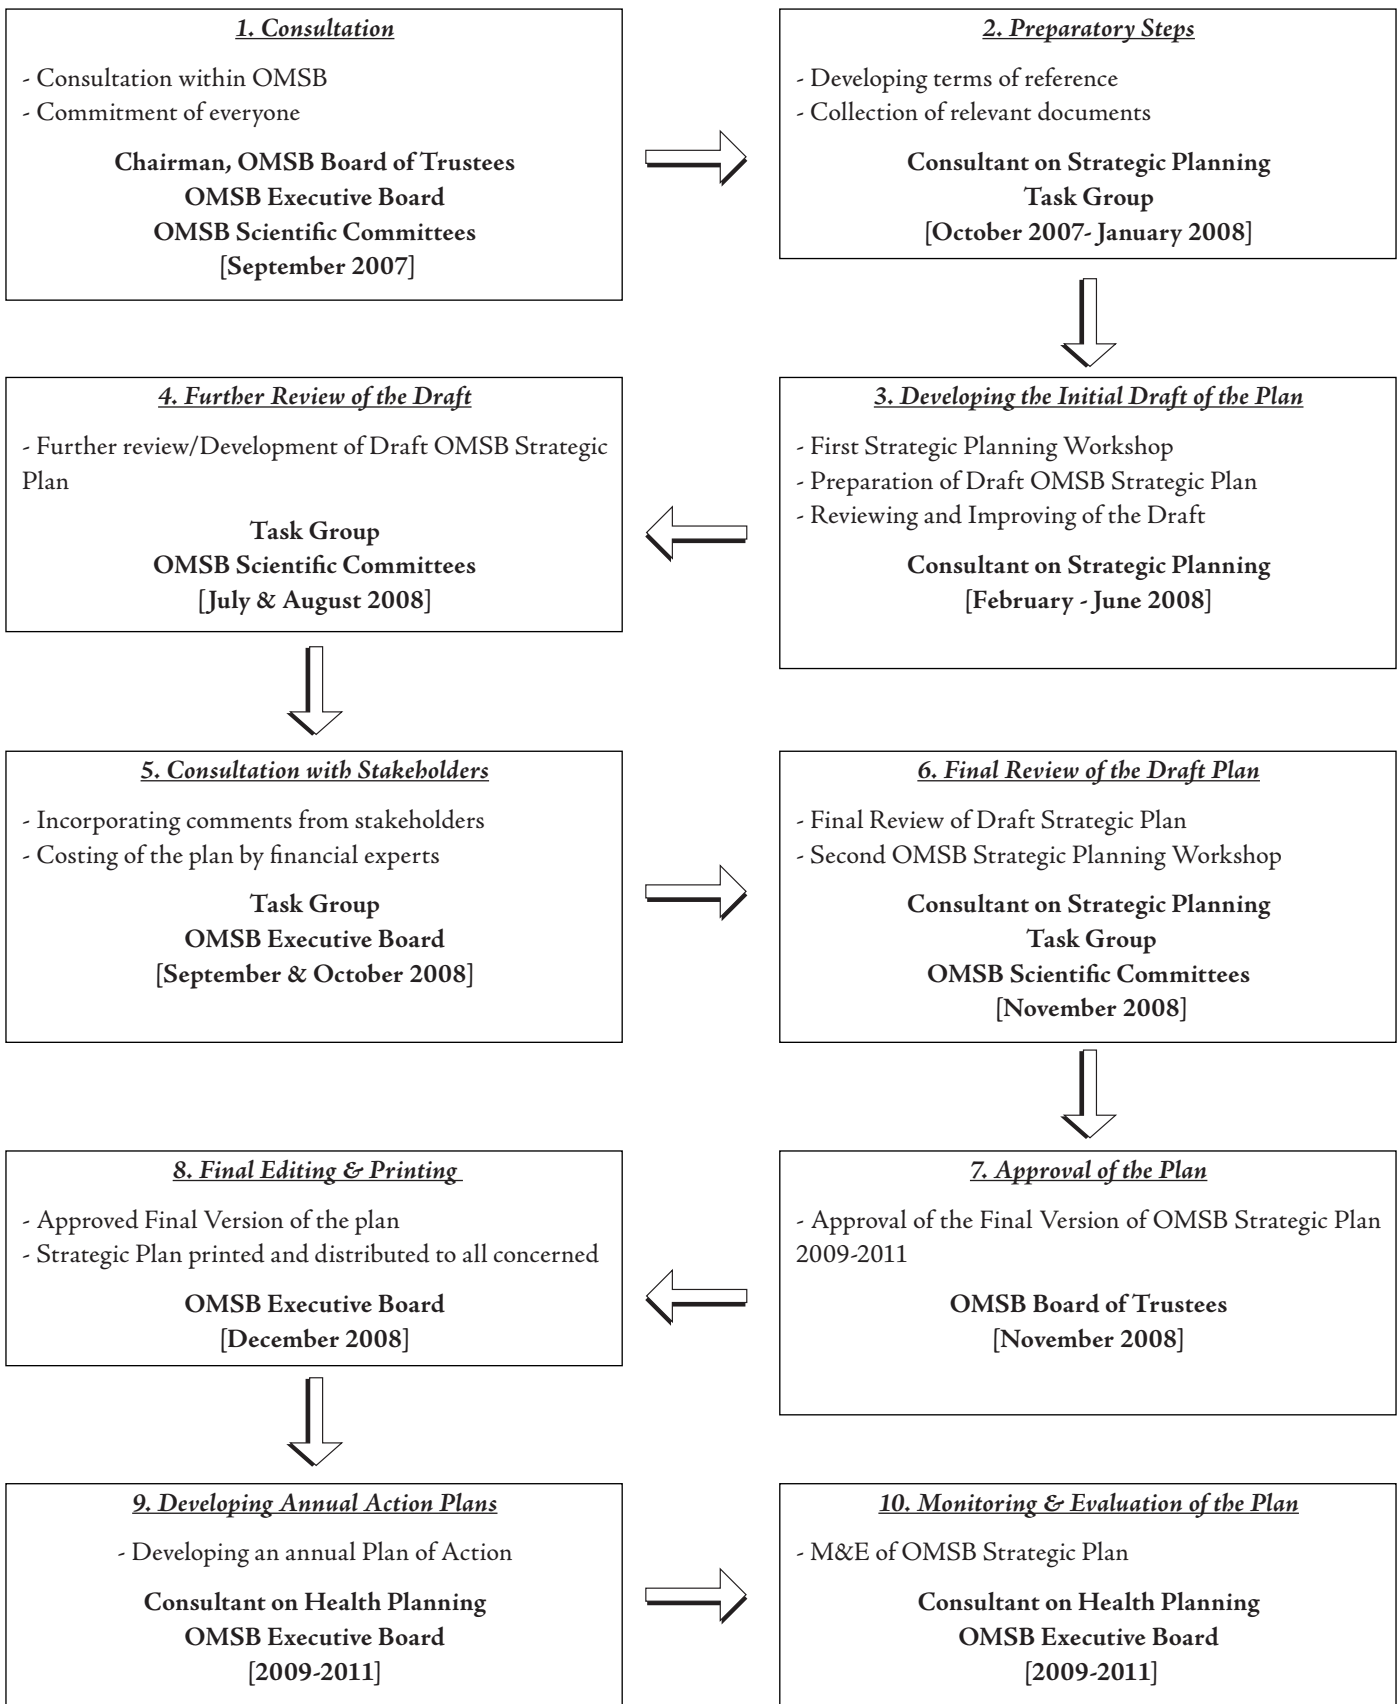 1. Consultation
- Consultation within OMSB
- Commitment of everyone
Chairman, OMSB Board of Trustees
OMSB Executive Board
OMSB Scientific Committees
[September 2007]
2. Preparatory Steps
- Developing terms of reference
- Collection of relevant documents
Consultant on Strategic Planning
Task Group
[October 2007- January 2008]
3. Developing the Initial Draft of the Plan
- First Strategic Planning Workshop
- Preparation of Draft OMSB Strategic Plan
- Reviewing and Improving of the Draft
Consultant on Strategic Planning
[February - June 2008]
4. Further Review of the Draft
- Further review/Development of Draft OMSB Strategic
Plan
Task Group
OMSB Scientific Committees
[July & August 2008]
5. Consultation with Stakeholders
- Incorporating comments from stakeholders
- Costing of the plan by financial experts
Task Group
OMSB Executive Board
[September & October 2008]
6. Final Review of the Draft Plan
- Final Review of Draft Strategic Plan
- Second OMSB Strategic Planning Workshop
Consultant on Strategic Planning
Task Group
OMSB Scientific Committees
[November 2008]
7. Approval of the Plan
- Approval of the Final Version of OMSB Strategic Plan
2009-2011
OMSB Board of Trustees
[November 2008]
8. Final Editing & Printing
- Approved Final Version of the plan
- Strategic Plan printed and distributed to all concerned
OMSB Executive Board
[December 2008]
9. Developing Annual Action Plans
- Developing an annual Plan of Action
Consultant on Health Planning
OMSB Executive Board
[2009-2011]
10. Monitoring & Evaluation of the Plan
- M&E of OMSB Strategic Plan
Consultant on Health Planning
OMSB Executive Board
[2009-2011]